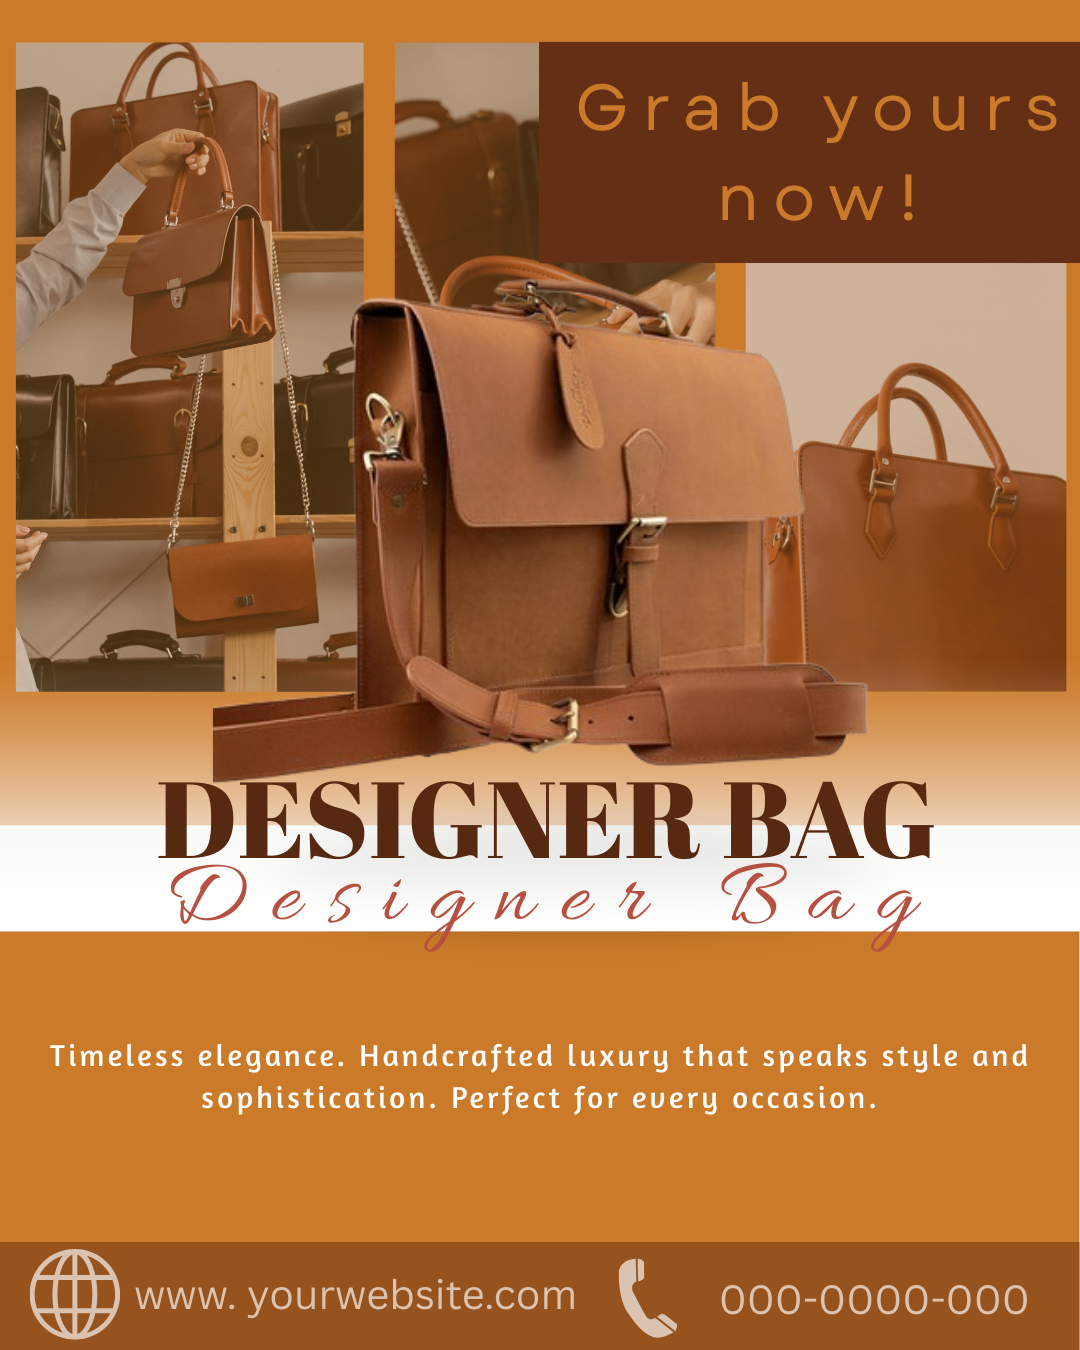 Grab yours
now!
DESIGNER BAG
Designer Bag
Timeless elegance. Handcrafted luxury that speaks style and
sophistication. Perfect for every occasion.
www. yourwebsite.com
000-0000-000